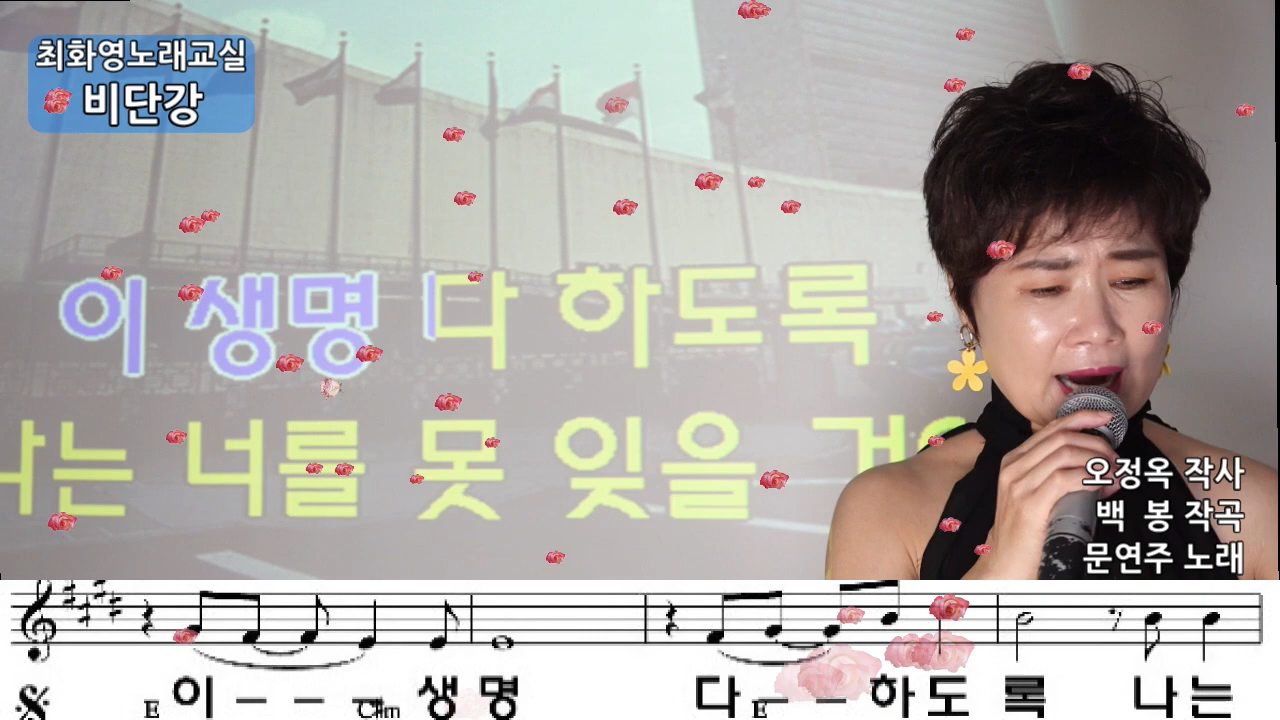 최화영노래교실
비단강
이 생명 다 하도록
나는 너를 못 잊을 거
오정옥 작사
백 봉 작곡
문연주 노래
E 이 – – – C#m 생 명 다 E – – 하 도 록 나 는